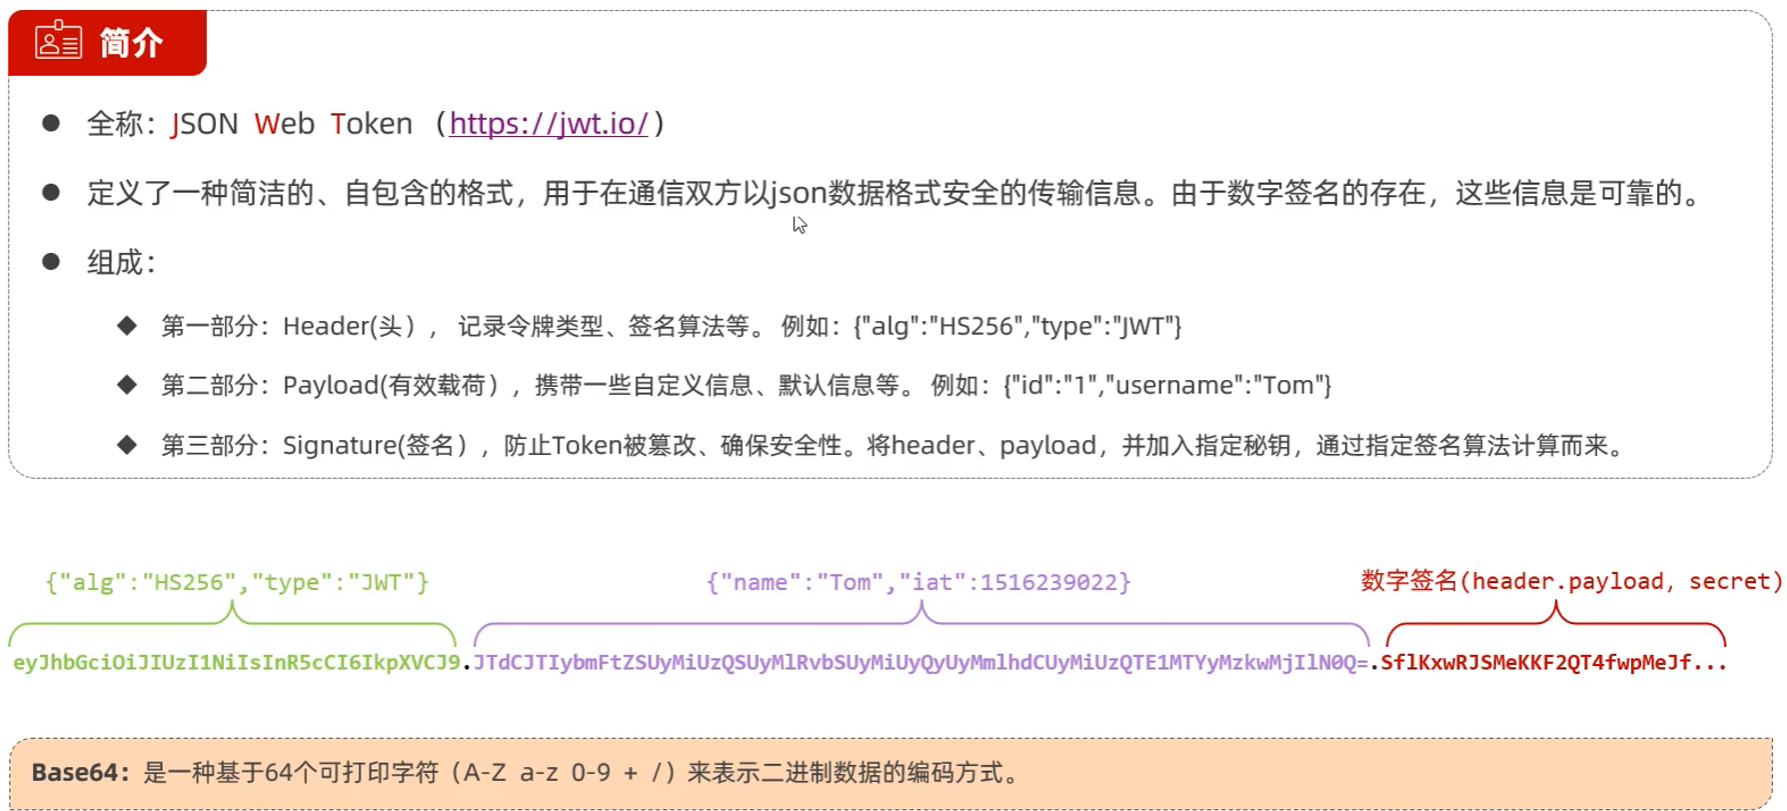 简介
全称：JSON Web Token（https://jwt.io/）
定义了一种简洁的、自包含的格式，用于在通信双方以json数据格式安全的传输信息。由于数字签名的存在，这些信息是可靠的。
组成：
第一部分：Header(头），记录令牌类型、签名算法等。 例如：{"alg":"HS256","type":"JWT"}
第二部分：Payload(有效载荷），携带一些自定义信息、默认信息等。 例如：{"id":"1","username":"Tom"}
第三部分：Signature(签名），防止Token被篡改、确保安全性。将header、payload，并加入指定秘钥，通过指定签名算法计算而来。
{"alg":"HS256","type":"JWT"} {"name":"Tom","iat":1516239022} 数字签名(header.payload, secret)
eyJhbGciOiJIUzI1NiIsInR5cCI6IkpXVCJ9.JTdCJTIybmFtZSUyMiUzQSUyMlRvbSUyMiUyQyUyMmlhdCUyMiUzQTE1MTYyMzkwMjIlN0Q=.SflKxwRJSMeKKF2QT4fwpMeJf...
Base64：是一种基于64个可打印字符（A-Z a-z 0-9 + /）来表示二进制数据的编码方式。